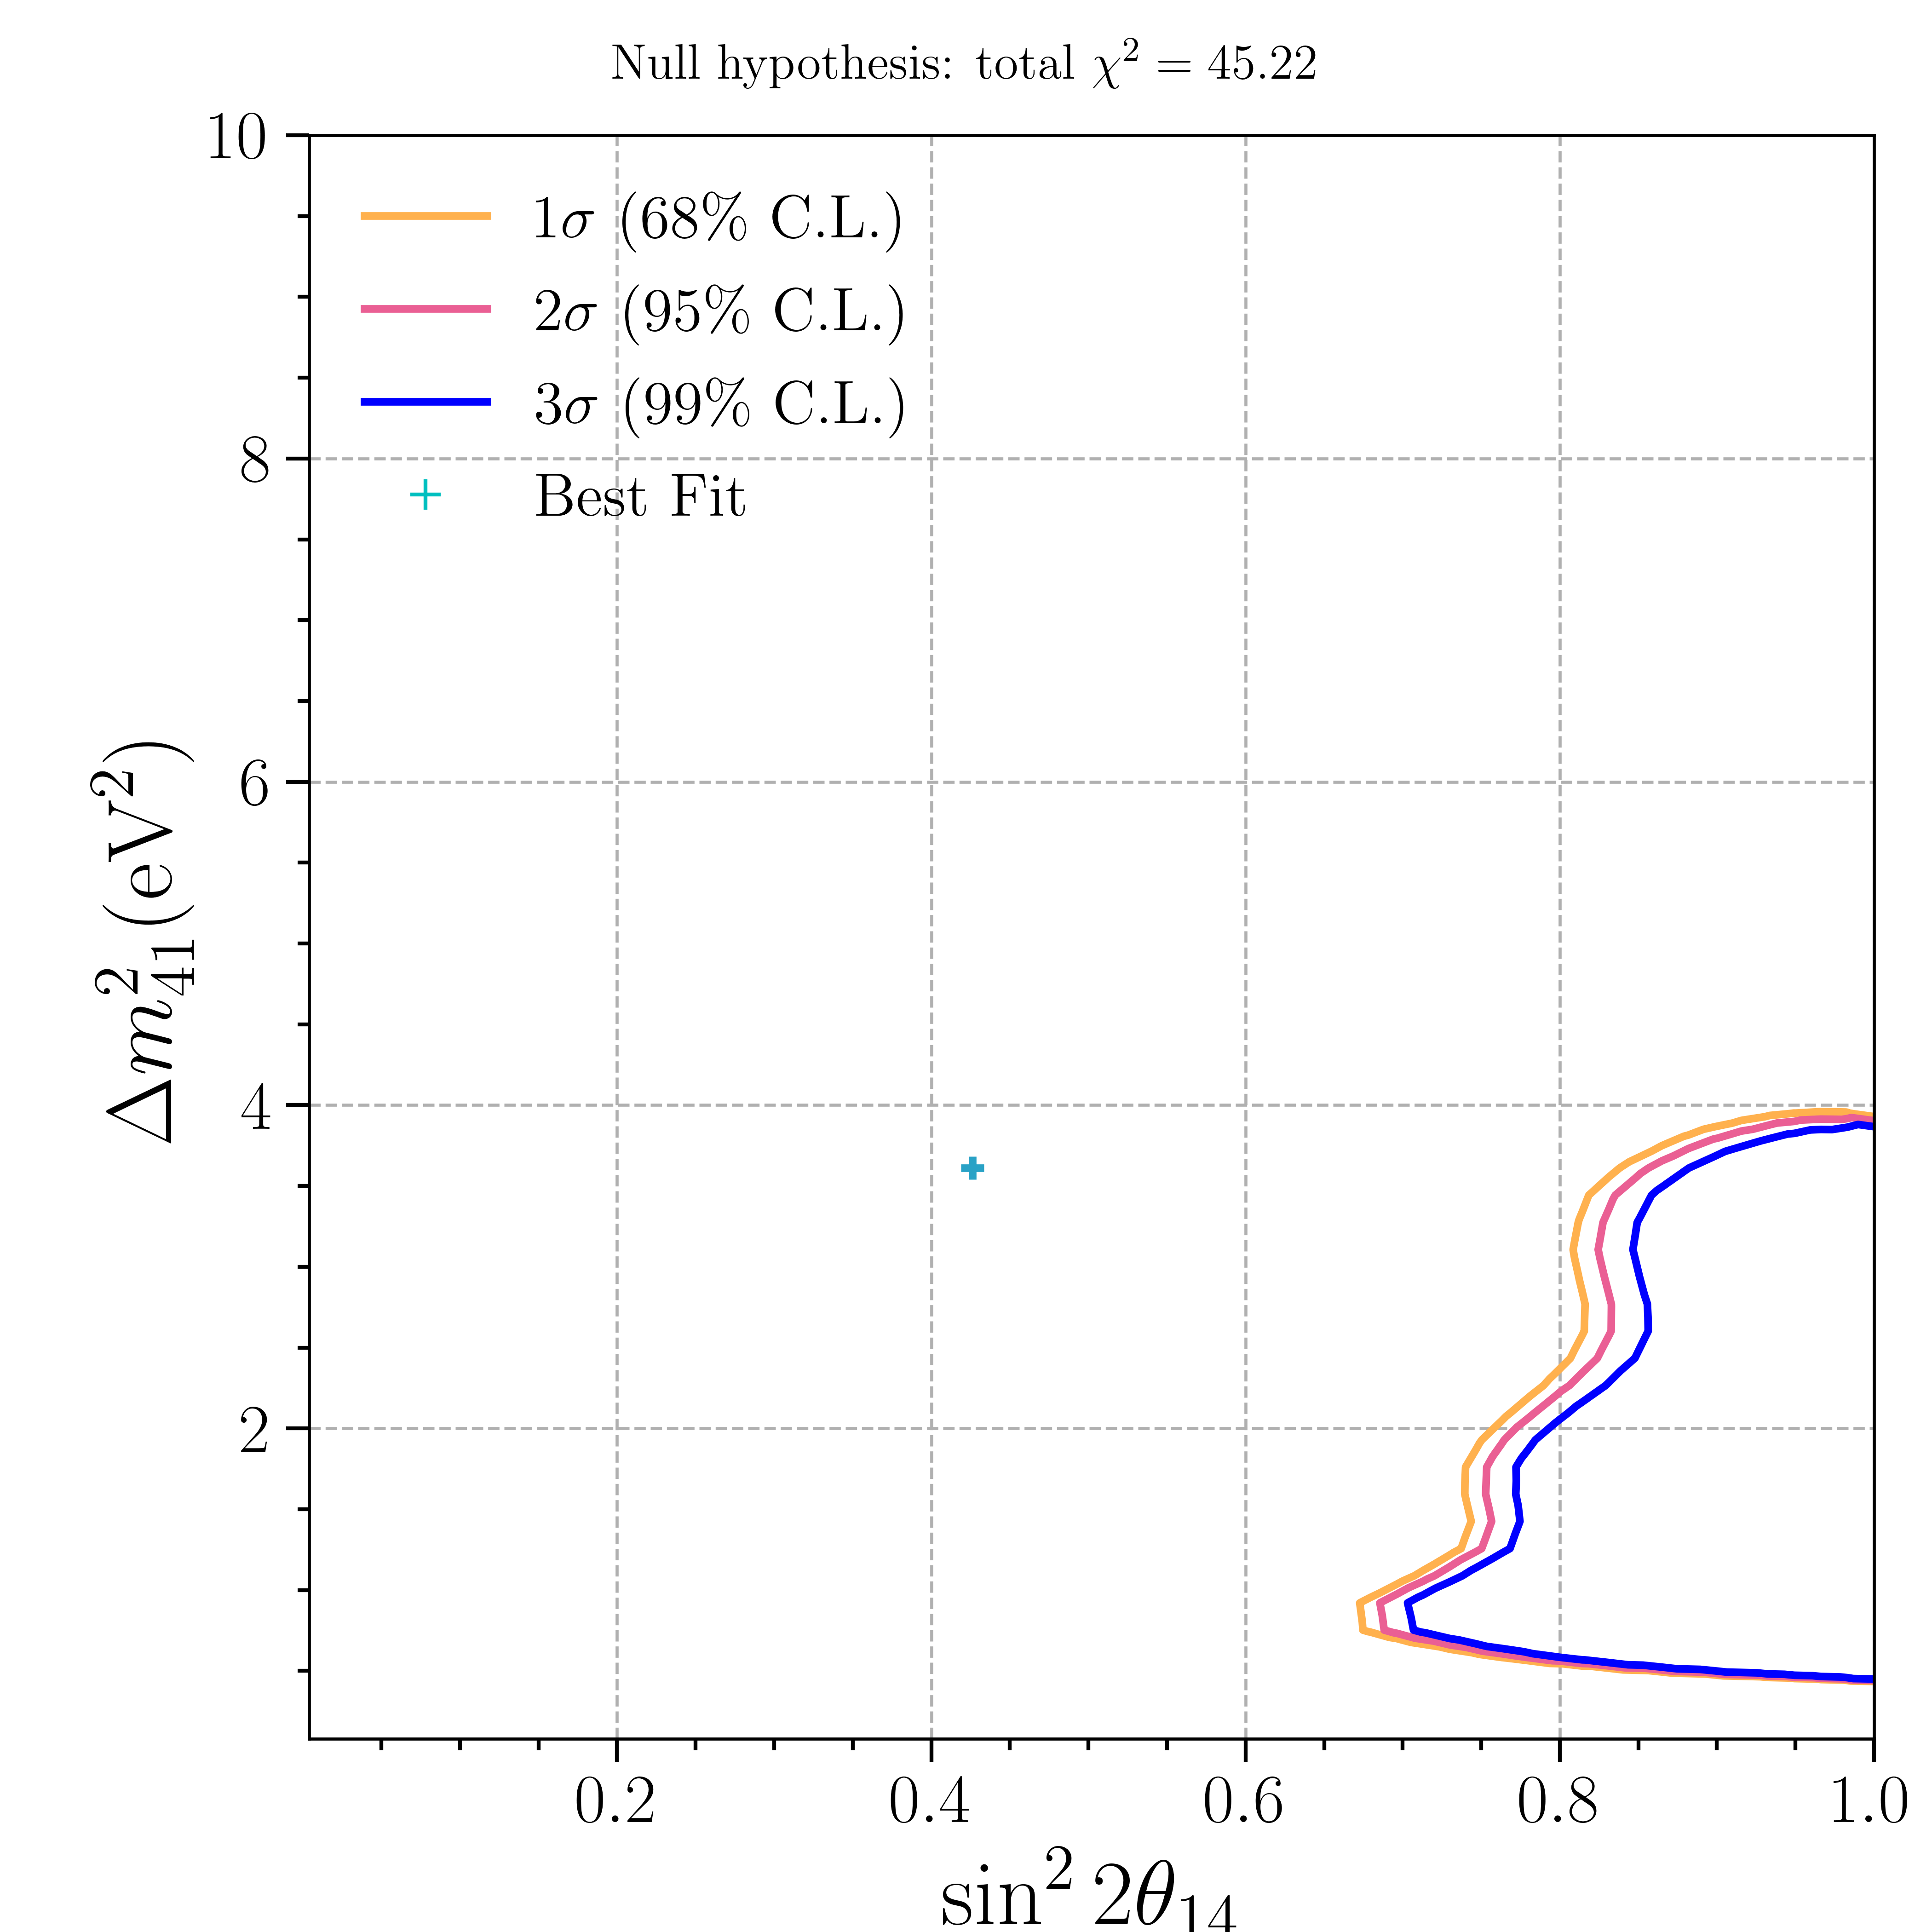 Null hypothesis: total χ² = 45.22
10
8
6
4
2
Δm²₄₁(eV²)
1σ (68% C.L.)
2σ (95% C.L.)
3σ (99% C.L.)
Best Fit
0.2 0.4 0.6 0.8 1.0
sin² 2θ₁₄